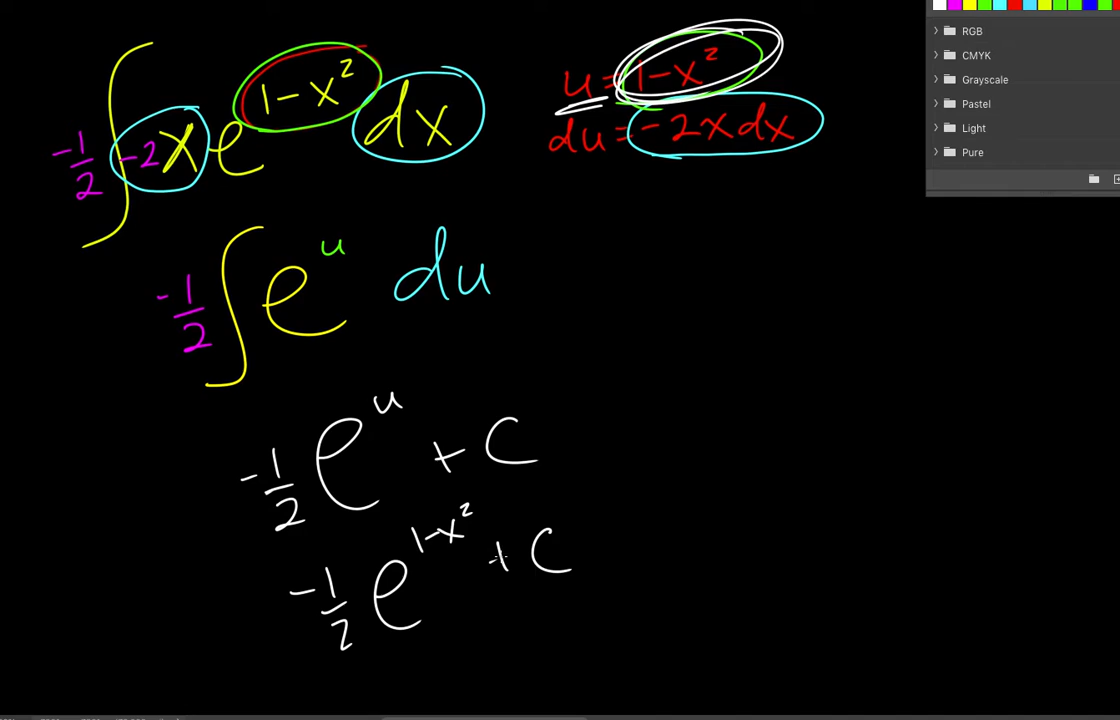 -1/2 ∫ -2xe^(1-x²) dx
u = 1-x²
du = -2x dx
-1/2 ∫ e^u du
-1/2 e^u + C
-1/2 e^(1-x²) + C
RGB
CMYK
Grayscale
Pastel
Light
Pure